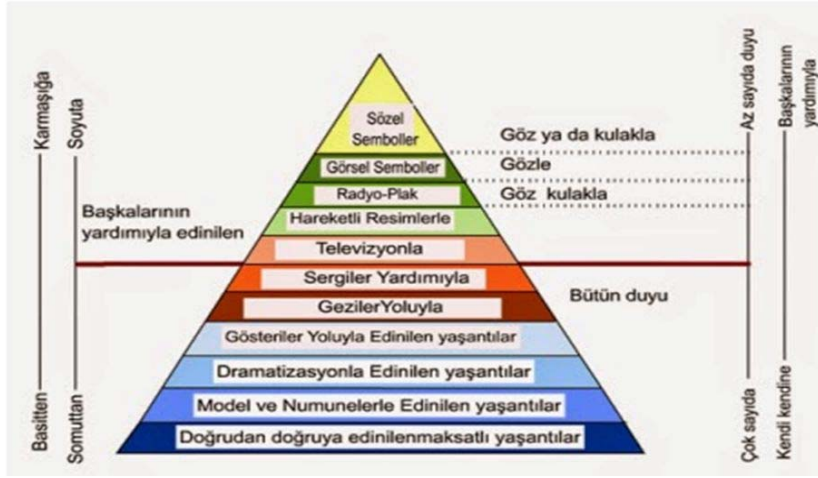 Karmaşığa
Soyuta
Basitten
Somuttan
Başkalarının
yardımıyla edinilen
Sözel
Semboller
Görsel Semboller
Radyo-Plak
Hareketli Resimlerle
Televizyonla
Sergiler Yardımıyla
GezilerYoluyla
Gösteriler Yoluyla Edinilen yaşantılar
Dramatizasyonla Edinilen yaşantılar
Model ve Numunelerle Edinilen yaşantılar
Doğrudan doğruya edinilenmaksatlı yaşantılar
Göz ya da kulakla
Gözle
Göz kulakla
Bütün duyu
Az sayıda duyu
Başkalarının
yardımıyla
Çok sayıda
Kendi kendine